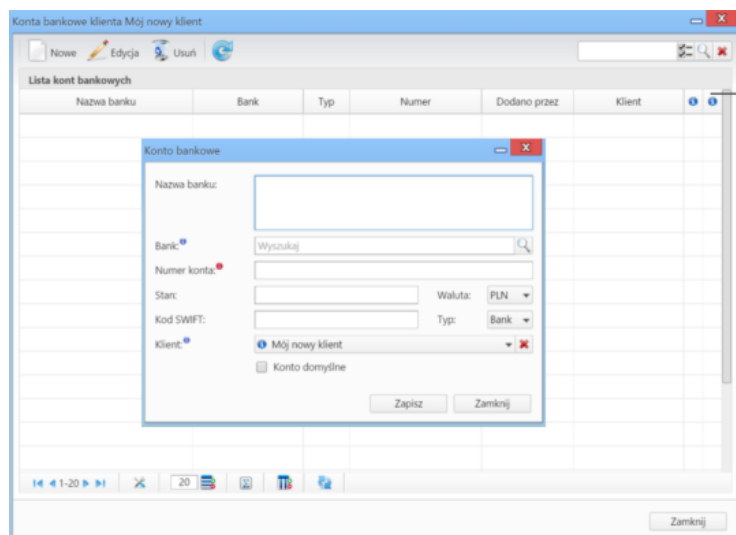 Konta bankowe klienta Mój nowy klient
Nowe Edycja Usuń
Lista kont bankowych
Nazwa banku Bank Typ Numer Dodano przez Klient
Konto bankowe
Nazwa banku:
Bank: Wyszukaj
Numer konta:
Stan: Waluta: PLN
Kod SWIFT: Typ: Bank
Klient: Mój nowy klient
Konto domyślne
Zapisz Zamknij
1-20 20
Zamknij